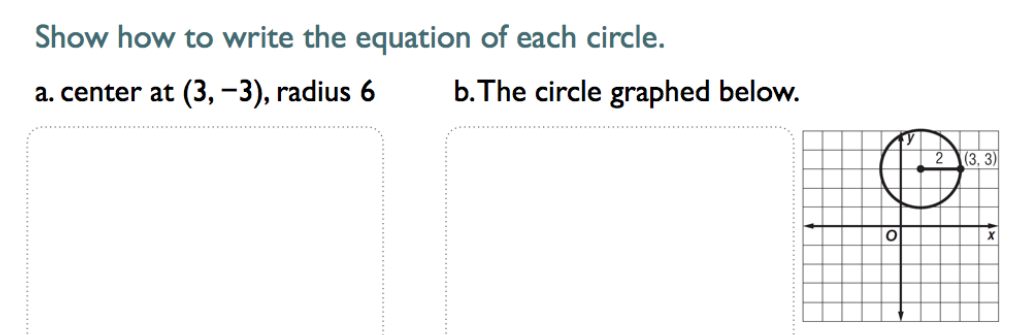 Show how to write the equation of each circle.
a. center at (3, −3), radius 6
b.The circle graphed below.
y
2 (3, 3)
O x